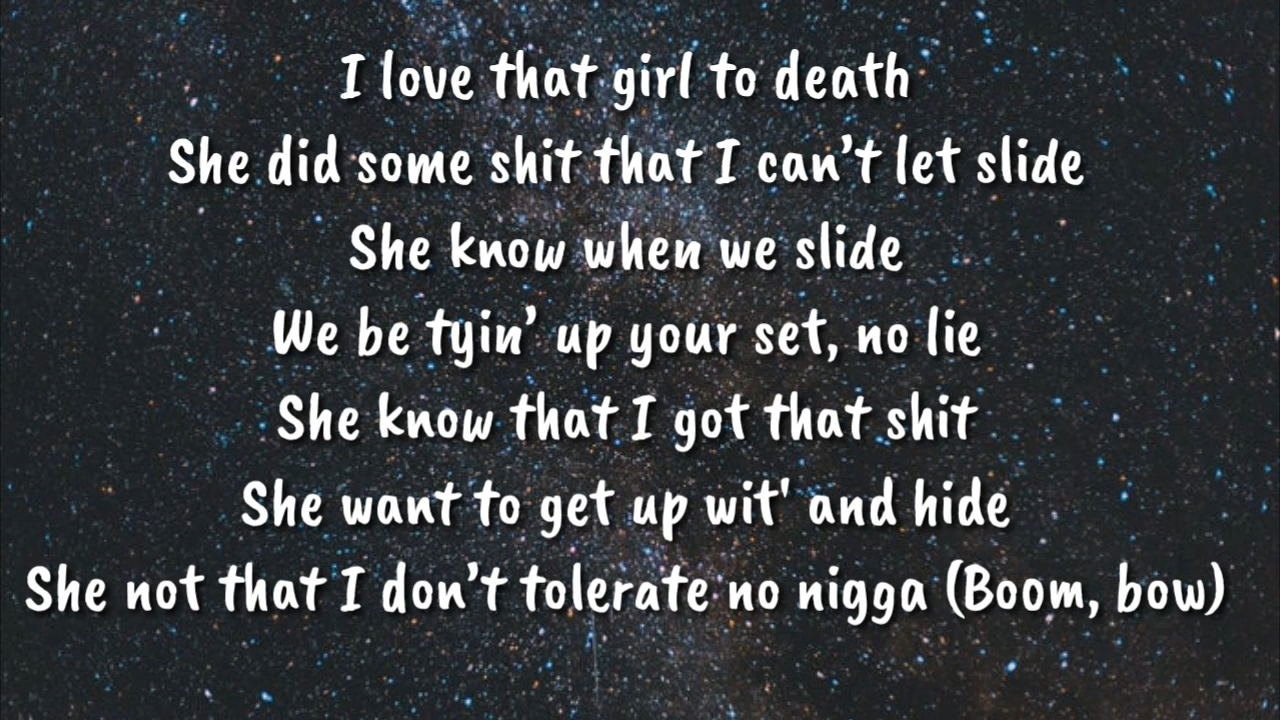 I love that girl to death
She did some shit that I can’t let slide
She know when we slide
We be tyin’ up your set, no lie
She know that I got that shit
She want to get up wit' and hide
She not that I don’t tolerate no nigga (Boom, bow)